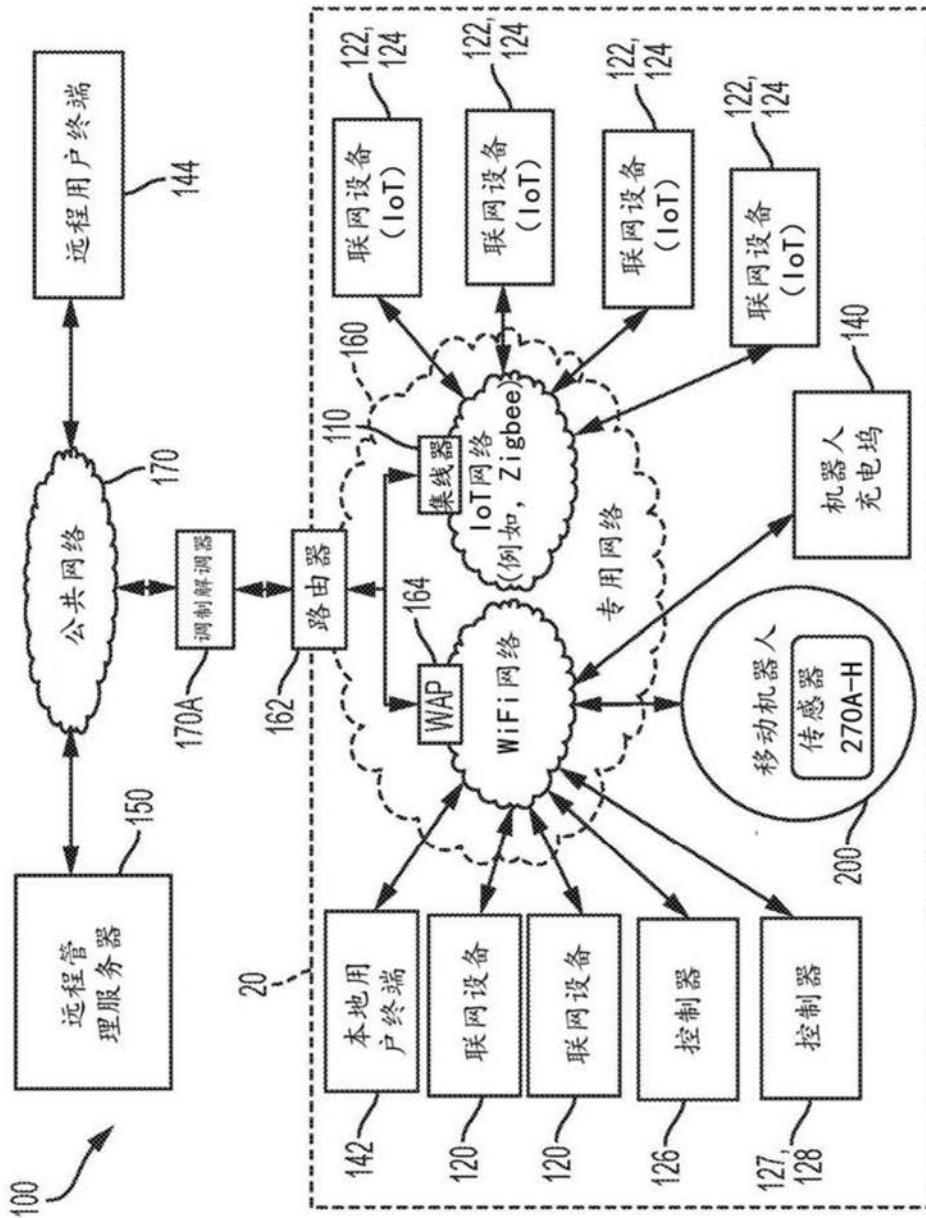 100
远程管
理服务器
150
公共网络
170
远程用户终端
144
调制解调器
170A
20
162
路由器
160
164
WAP
110
集线器
WiFi网络
IoT网络
(例如, Zigbee)
专用网络
本地用
户终端
142
联网设备
120
联网设备
120
控制器
126
控制器
127,
128
移动机器人
传感器
270A-H
200
机器人
充电坞
140
联网设备
(IoT)
122,
124
联网设备
(IoT)
122,
124
联网设备
(IoT)
122,
124
联网设备
(IoT)
122,
124